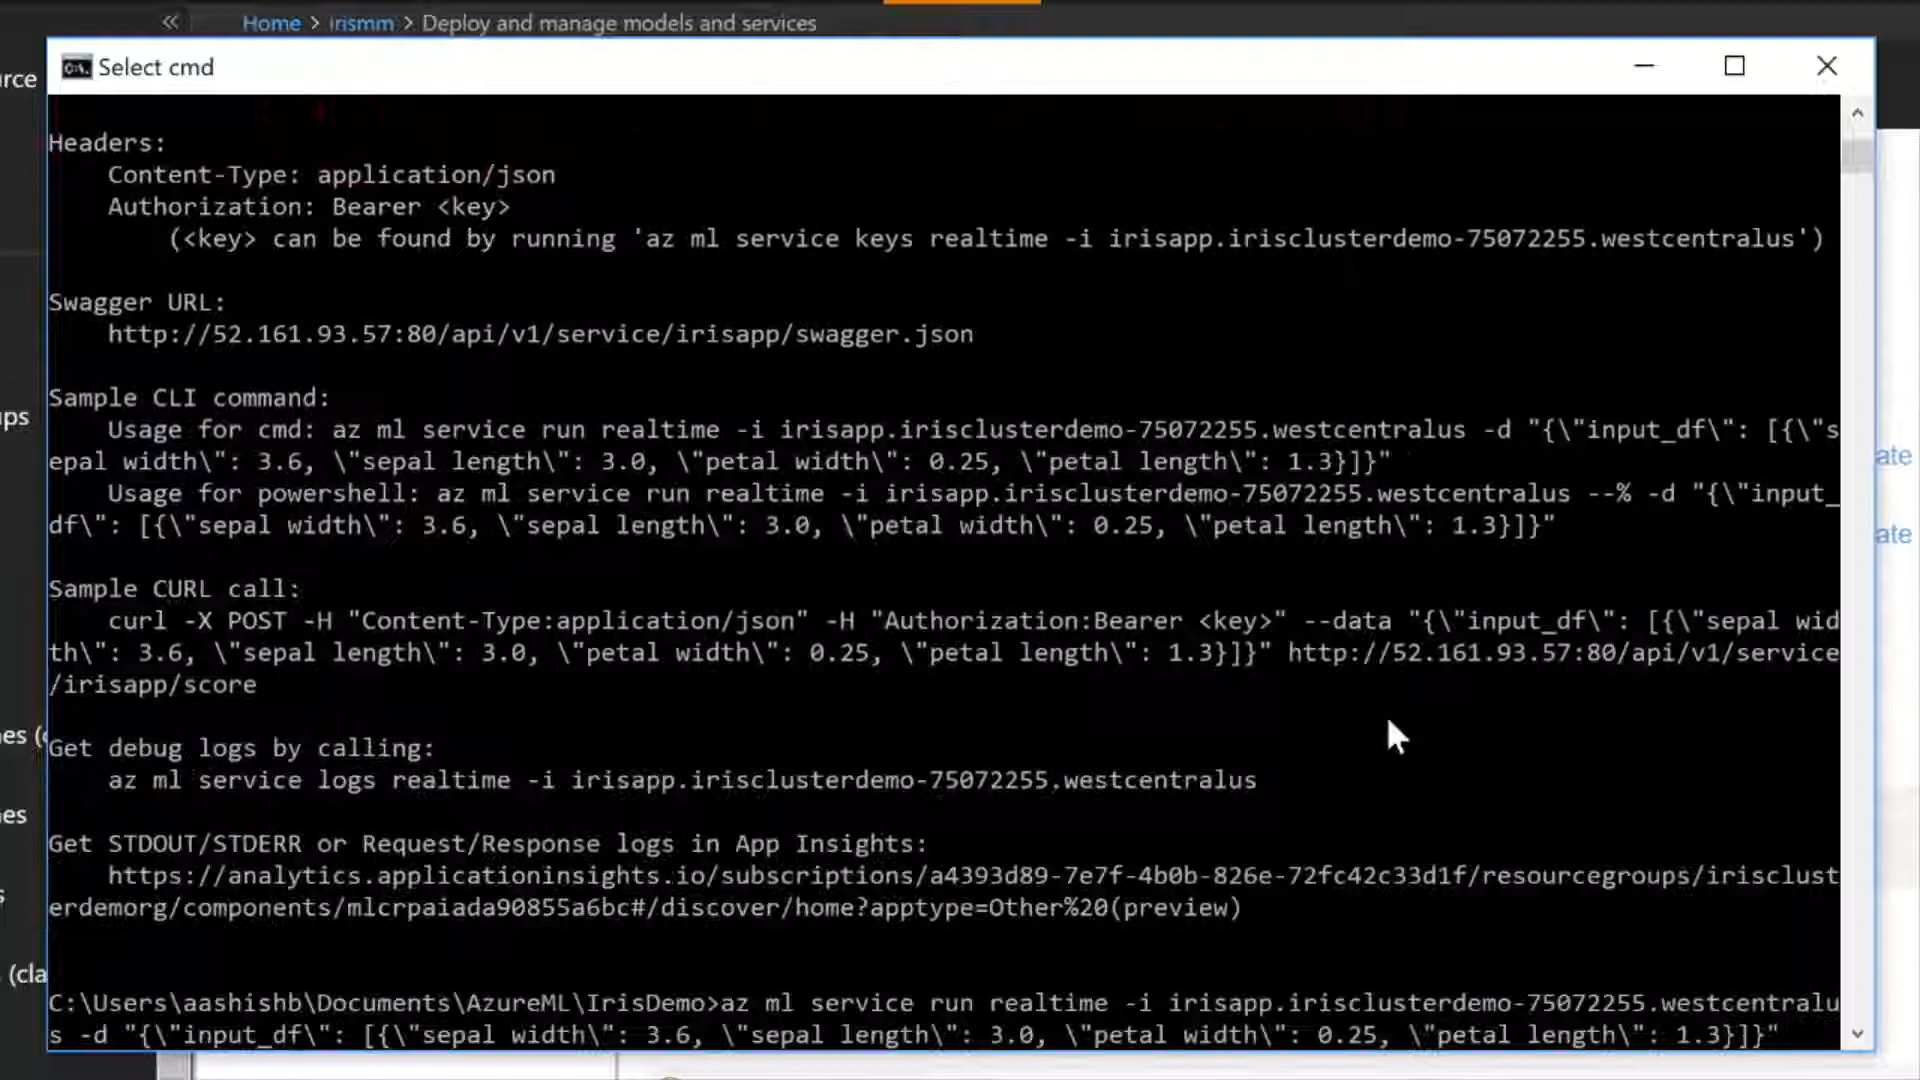 « Home > irismm > Deploy and manage models and services
Select cmd
Headers:
Content-Type: application/json
Authorization: Bearer <key>
(<key> can be found by running 'az ml service keys realtime -i irisapp.irisclusterdemo-75072255.westcentralus')
Swagger URL:
http://52.161.93.57:80/api/v1/service/irisapp/swagger.json
Sample CLI command:
Usage for cmd: az ml service run realtime -i irisapp.irisclusterdemo-75072255.westcentralus -d "{\"input_df\": [{\"s
epal width\": 3.6, \"sepal length\": 3.0, \"petal width\": 0.25, \"petal length\": 1.3}]}"
Usage for powershell: az ml service run realtime -i irisapp.irisclusterdemo-75072255.westcentralus --% -d "{\"input_
df\": [{\"sepal width\": 3.6, \"sepal length\": 3.0, \"petal width\": 0.25, \"petal length\": 1.3}]}"
Sample CURL call:
curl -X POST -H "Content-Type:application/json" -H "Authorization:Bearer <key>" --data "{\"input_df\": [{\"sepal wid
th\": 3.6, \"sepal length\": 3.0, \"petal width\": 0.25, \"petal length\": 1.3}]}" http://52.161.93.57:80/api/v1/service
/irisapp/score
Get debug logs by calling:
az ml service logs realtime -i irisapp.irisclusterdemo-75072255.westcentralus
Get STDOUT/STDERR or Request/Response logs in App Insights:
https://analytics.applicationinsights.io/subscriptions/a4393d89-7e7f-4b0b-826e-72fc42c33d1f/resourcegroups/irisclust
erdemorg/components/mlcrpaiada90855a6bc#/discover/home?apptype=Other%20(preview)
C:\Users\aashishb\Documents\AzureML\IrisDemo>az ml service run realtime -i irisapp.irisclusterdemo-75072255.westcentralu
s -d "{\"input_df\": [{\"sepal width\": 3.6, \"sepal length\": 3.0, \"petal width\": 0.25, \"petal length\": 1.3}]}"